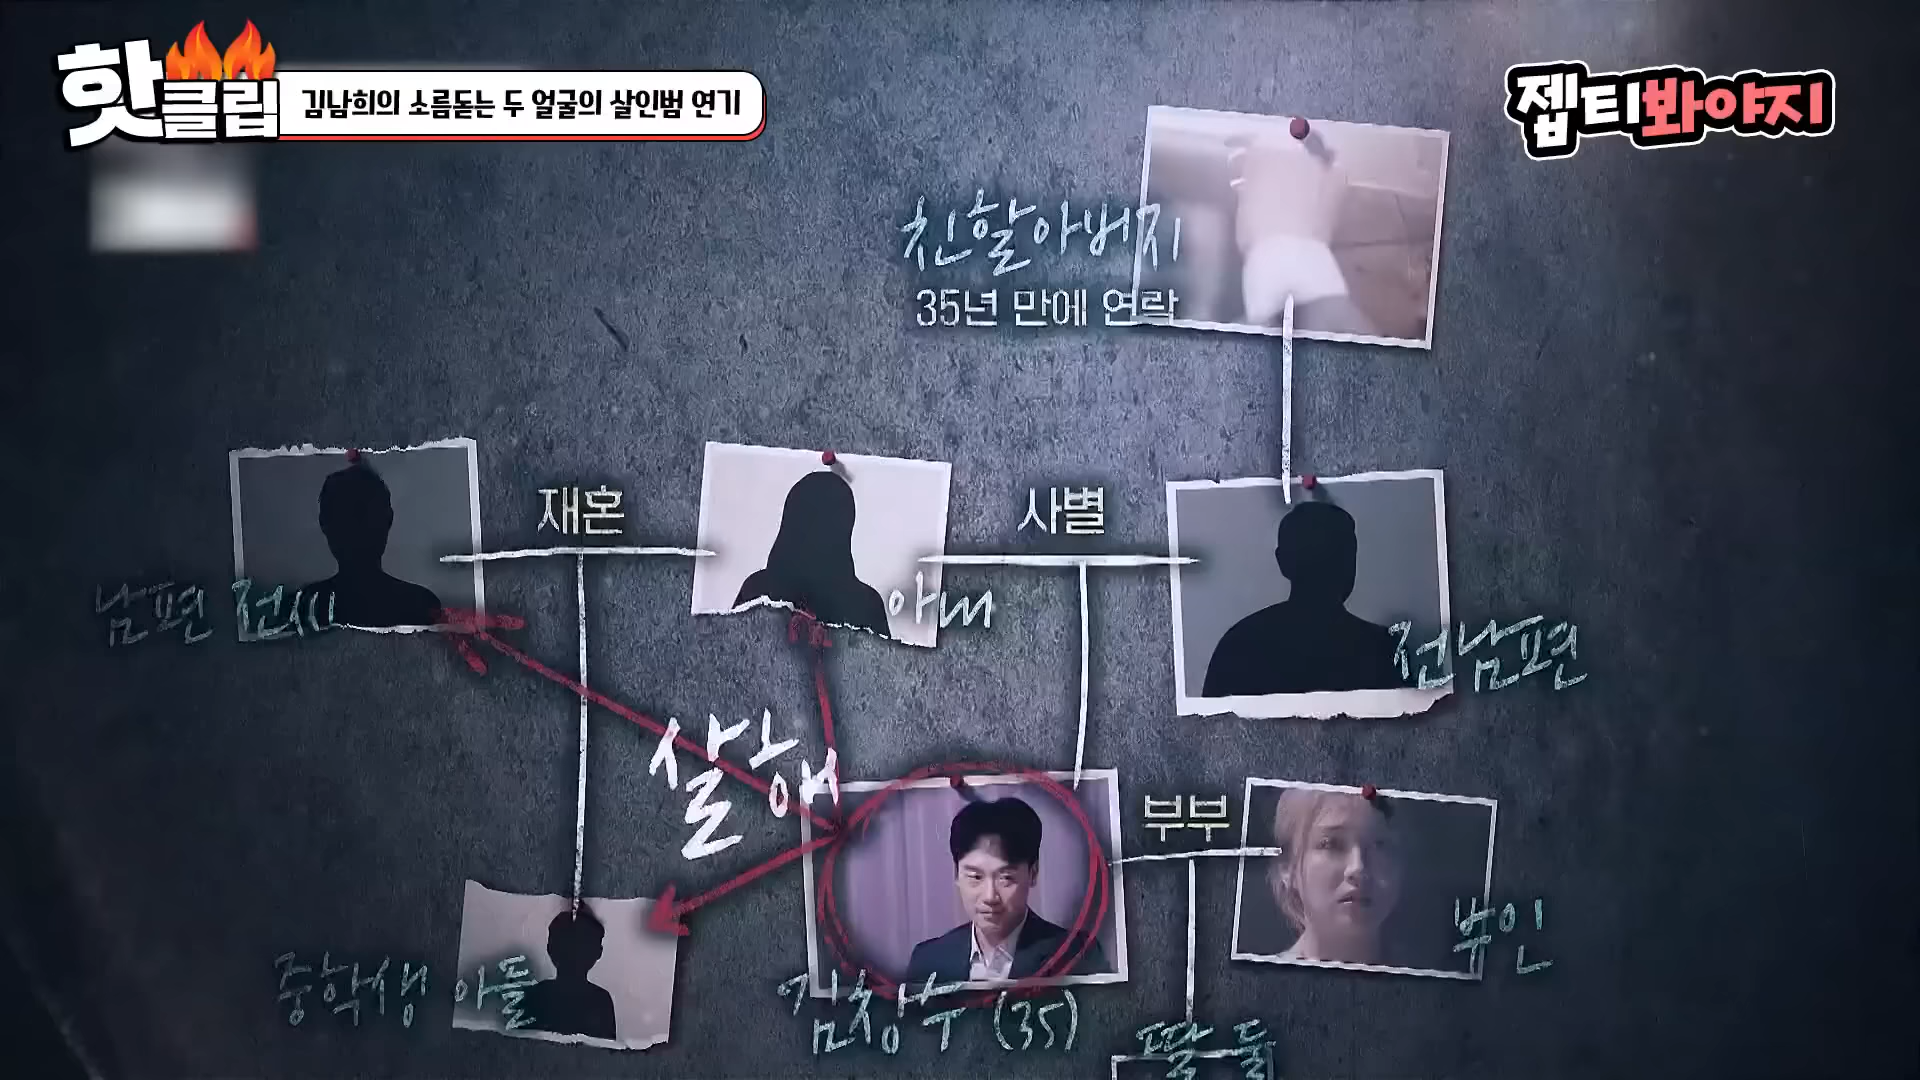 핫클립
김남희의 소름돋는 두 얼굴의 살인범 연기
젭티봐야지
친할아버지
35년 만에 연락
재혼
사별
남편 전씨
아내
전남편
살해
부부
부인
중학생 아들
김창수 (35)
딸 둘